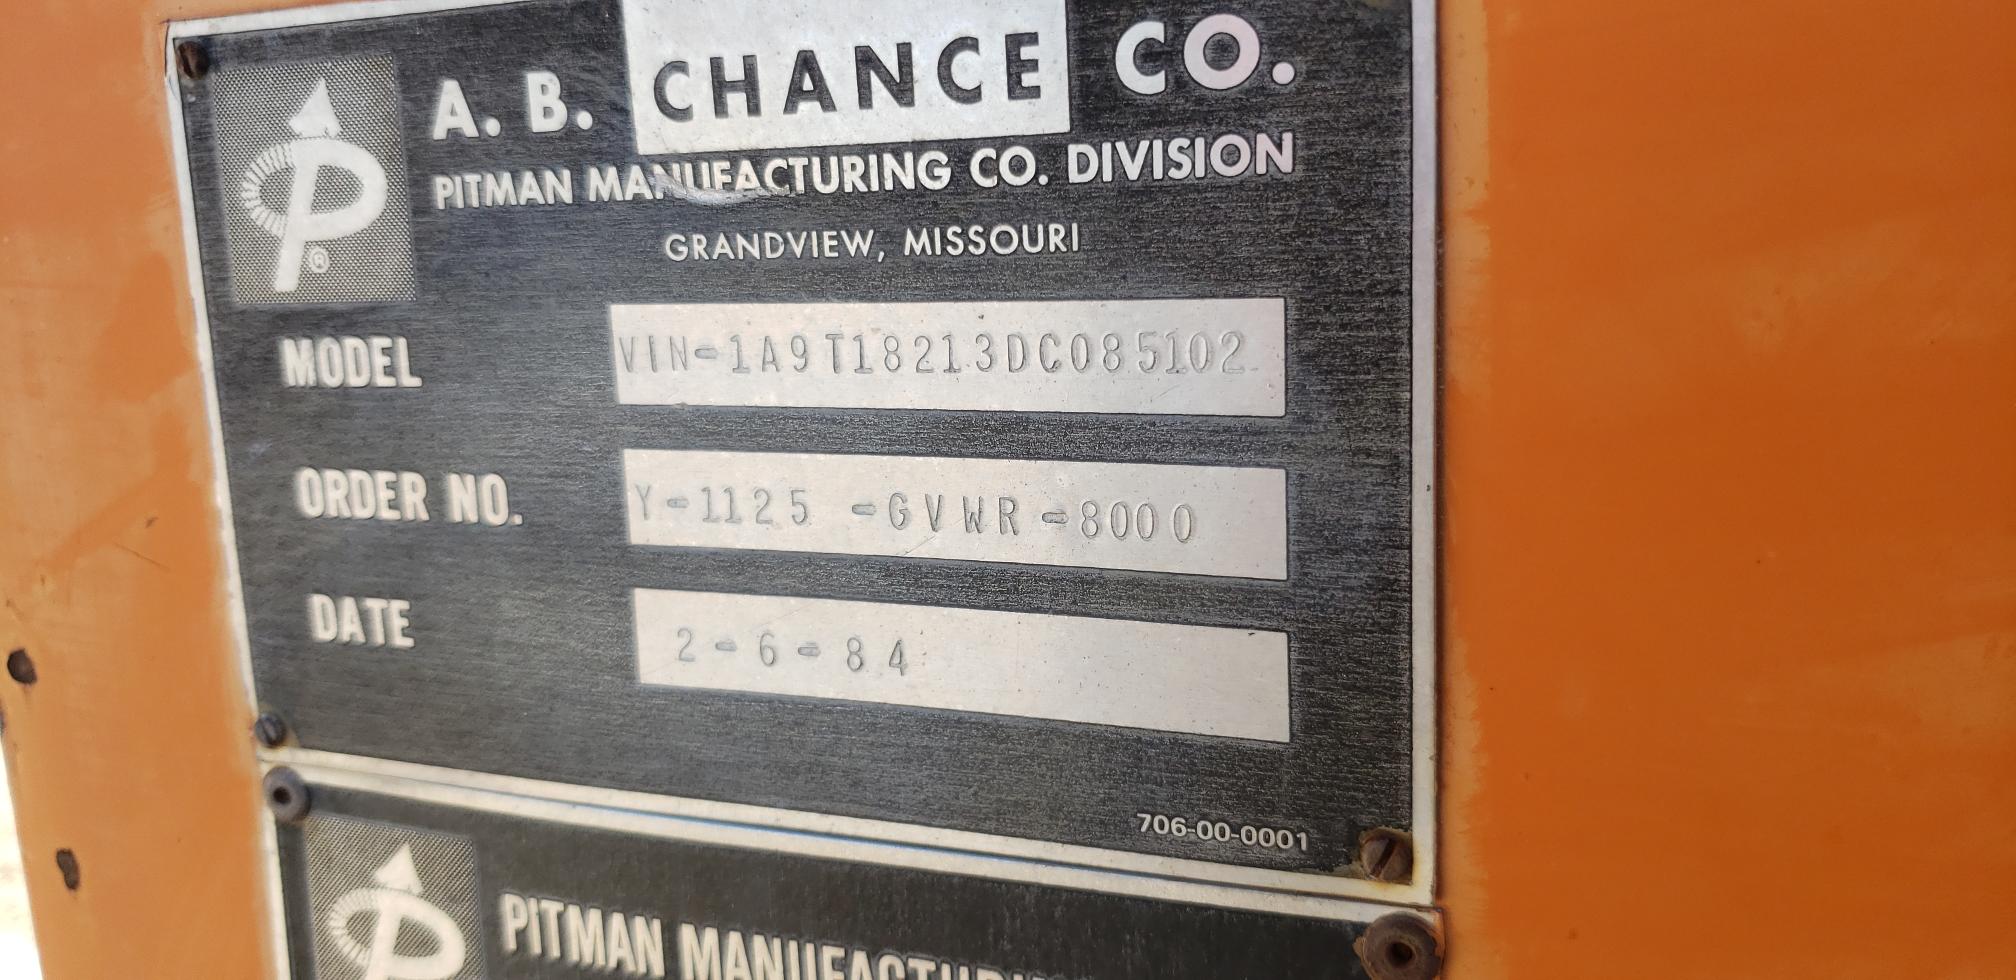 A. B. CHANCE CO.
PITMAN MANUFACTURING CO. DIVISION
GRANDVIEW, MISSOURI
P ®
MODEL VIN-1A9T18213DC085102
ORDER NO. Y-1125 -GVWR-8000
DATE 2-6-84
706-00-0001
P
PITMAN